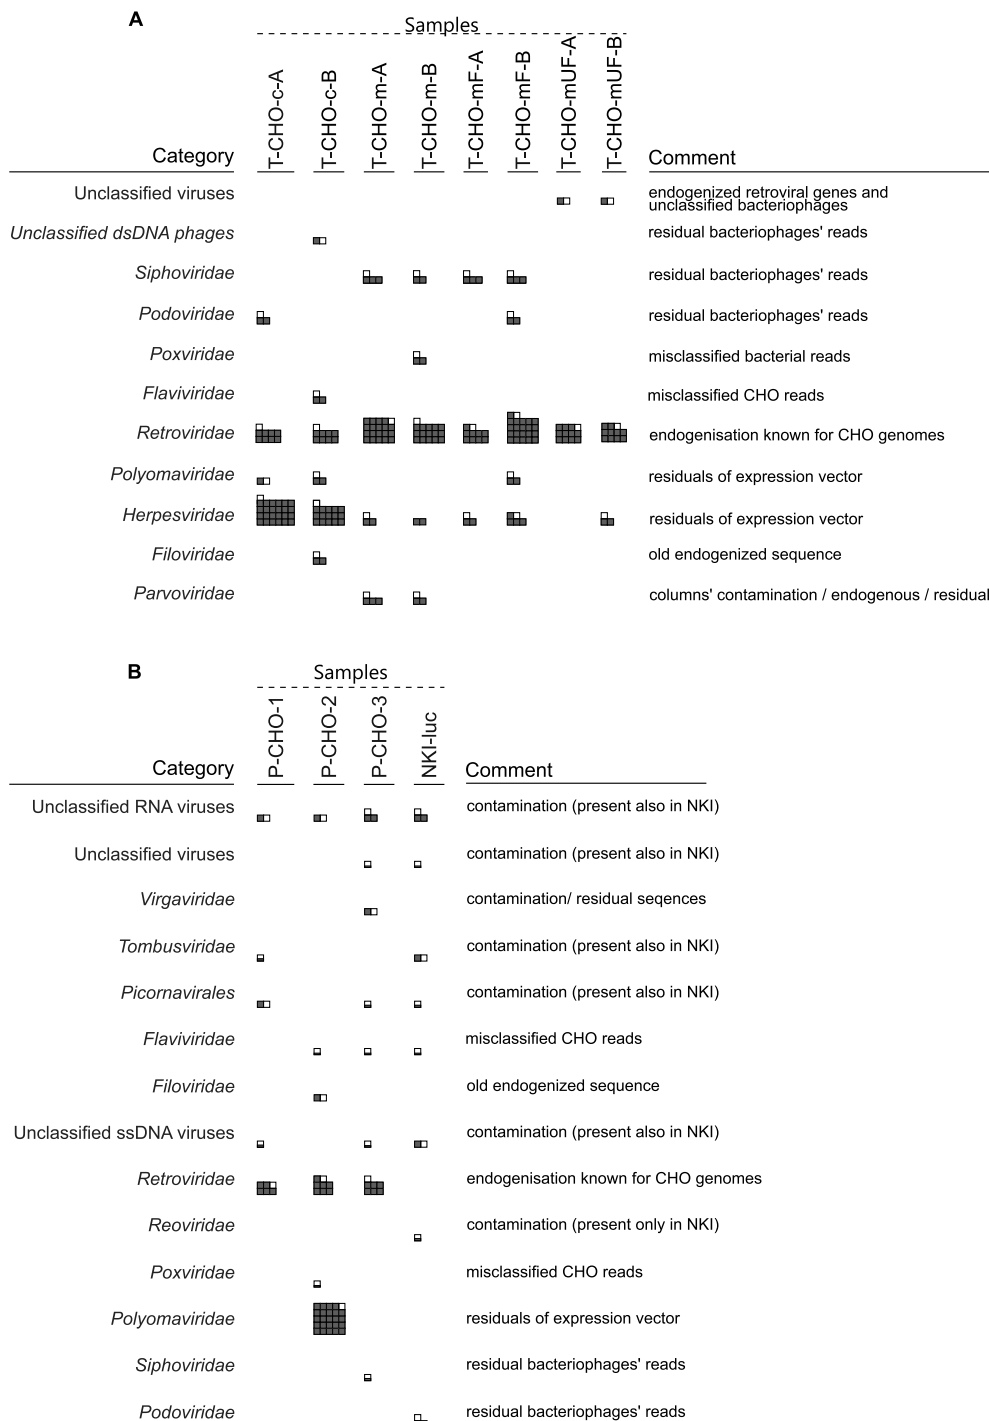 A
Samples
Category
T-CHO-c-A
T-CHO-c-B
T-CHO-m-A
T-CHO-m-B
T-CHO-mF-A
T-CHO-mF-B
T-CHO-mUF-A
T-CHO-mUF-B
Comment
Unclassified viruses
endogenized retroviral genes and
unclassified bacteriophages
Unclassified dsDNA phages
residual bacteriophages' reads
Siphoviridae
residual bacteriophages' reads
Podoviridae
residual bacteriophages' reads
Poxviridae
misclassified bacterial reads
Flaviviridae
misclassified CHO reads
Retroviridae
endogenisation known for CHO genomes
Polyomaviridae
residuals of expression vector
Herpesviridae
residuals of expression vector
Filoviridae
old endogenized sequence
Parvoviridae
columns' contamination / endogenous / residual
B
Samples
Category
P-CHO-1
P-CHO-2
P-CHO-3
NKI-luc
Comment
Unclassified RNA viruses
contamination (present also in NKI)
Unclassified viruses
contamination (present also in NKI)
Virgaviridae
contamination/ residual seqences
Tombusviridae
contamination (present also in NKI)
Picornavirales
contamination (present also in NKI)
Flaviviridae
misclassified CHO reads
Filoviridae
old endogenized sequence
Unclassified ssDNA viruses
contamination (present also in NKI)
Retroviridae
endogenisation known for CHO genomes
Reoviridae
contamination (present only in NKI)
Poxviridae
misclassified CHO reads
Polyomaviridae
residuals of expression vector
Siphoviridae
residual bacteriophages' reads
Podoviridae
residual bacteriophages' reads